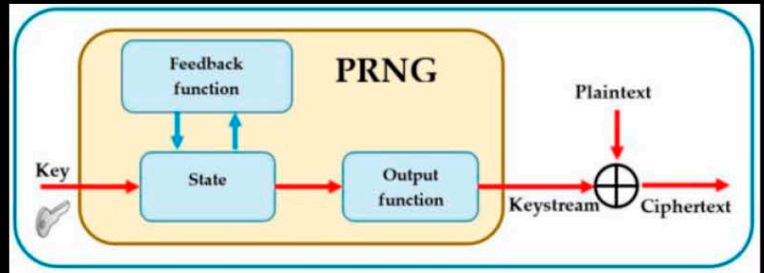 Feedback
function
PRNG
Plaintext
Key
State
Output
function
Keystream
Ciphertext